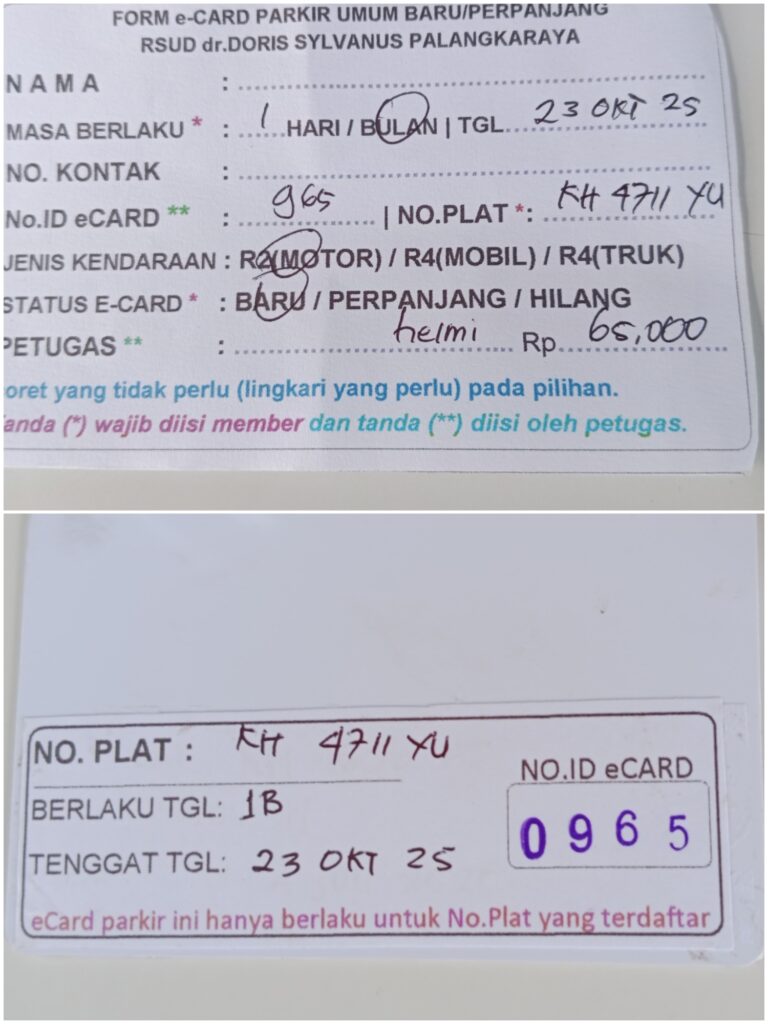 FORM e-CARD PARKIR UMUM BARU/PERPANJANG
RSUD dr.DORIS SYLVANUS PALANGKARAYA
NAMA :
MASA BERLAKU * : 1 HARI / BULAN | TGL 23 OKT 25
NO. KONTAK :
No.ID eCARD ** : 965 | NO.PLAT *: KH 4711 YU
JENIS KENDARAAN : R2(MOTOR) / R4(MOBIL) / R4(TRUK)
STATUS E-CARD * : BARU / PERPANJANG / HILANG
PETUGAS ** : helmi Rp 65,000
oret yang tidak perlu (lingkari yang perlu) pada pilihan.
anda (*) wajib diisi member dan tanda (**) diisi oleh petugas.
NO. PLAT : KH 4711 YU
NO.ID eCARD
BERLAKU TGL: 1B
0965
TENGGAT TGL: 23 OKT 25
eCard parkir ini hanya berlaku untuk No.Plat yang terdaftar